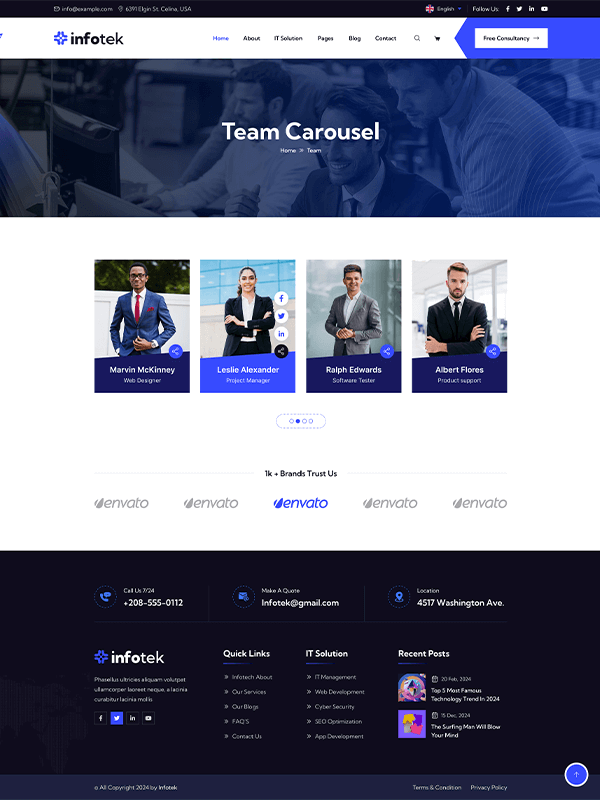 info@example.com 6391 Elgin St. Celina, USA English Follow Us:
infotek Home About IT Solution Pages Blog Contact Free Consultancy
Team Carousel
Home Team
Marvin McKinney
Web Designer
Leslie Alexander
Project Manager
Ralph Edwards
Software Tester
Albert Flores
Product support
1k + Brands Trust Us
envato envato envato envato envato
Call Us 7/24
+208-555-0112
Make A Quote
Infotek@gmail.com
Location
4517 Washington Ave.
infotek
Phasellus ultricies aliquam volutpat
ullamcorper laoreet neque, a lacinia
curabitur lacinia mollis
Quick Links
Infotech About
Our Services
Our Blogs
FAQ'S
Contact Us
IT Solution
IT Management
Web Development
Cyber Security
SEO Optimization
App Development
Recent Posts
20 Feb, 2024
Top 5 Most Famous
Technology Trend In 2024
15 Dec, 2024
The Surfing Man Will Blow
Your Mind
© All Copyright 2024 by Infotek Terms & Condition Privacy Policy